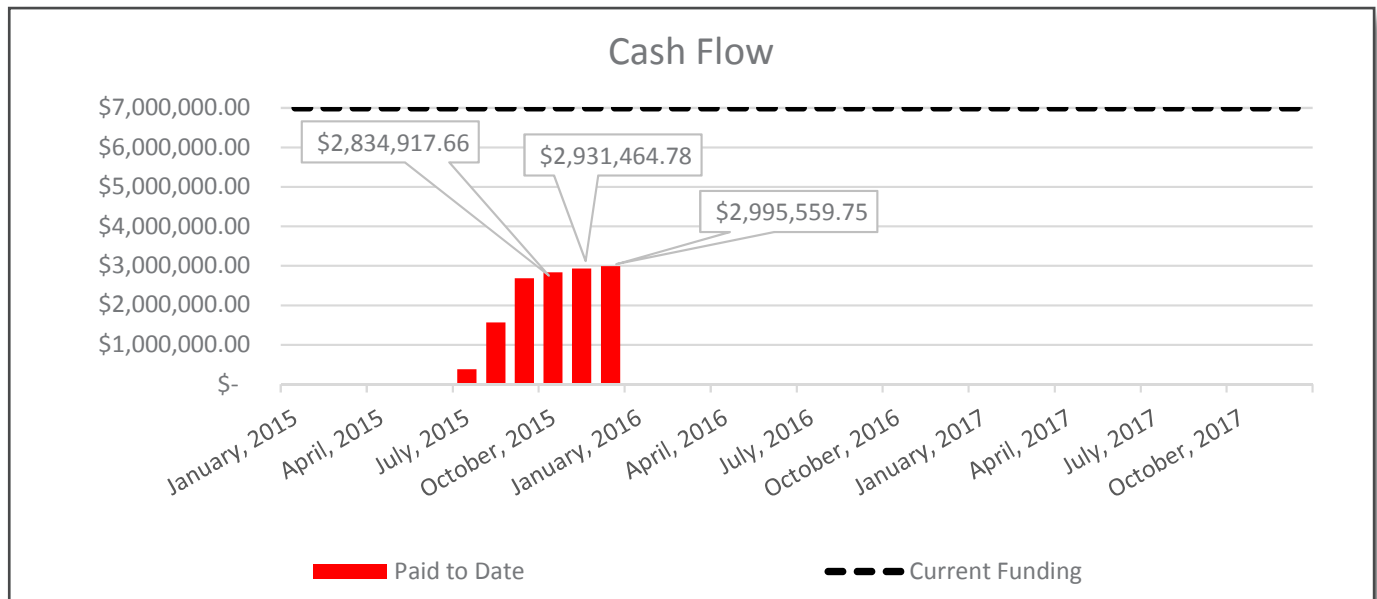 Cash Flow
$7,000,000.00
$6,000,000.00
$5,000,000.00
$4,000,000.00
$3,000,000.00
$2,000,000.00
$1,000,000.00
$-
$2,834,917.66
$2,931,464.78
$2,995,559.75
January, 2015
April, 2015
July, 2015
October, 2015
January, 2016
April, 2016
July, 2016
October, 2016
January, 2017
April, 2017
July, 2017
October, 2017
Paid to Date
Current Funding